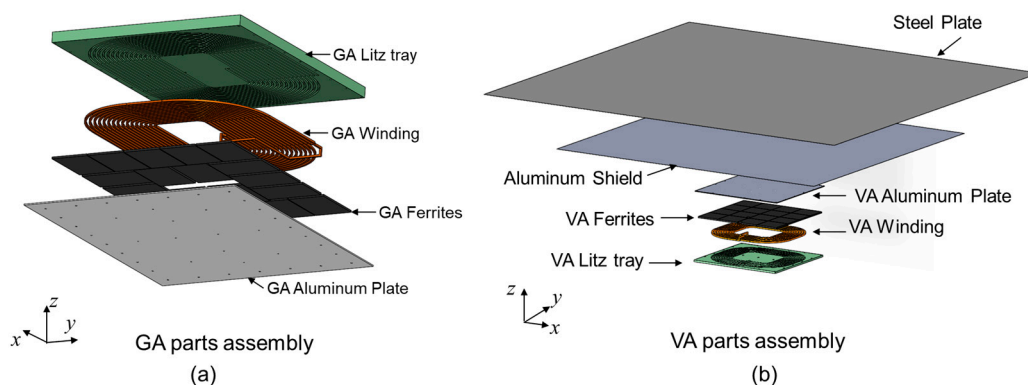 GA Litz tray
GA Winding
GA Ferrites
GA Aluminum Plate
z
y
x
GA parts assembly
(a)
Steel Plate
Aluminum Shield
VA Aluminum Plate
VA Ferrites
VA Winding
VA Litz tray
z
y
x
VA parts assembly
(b)